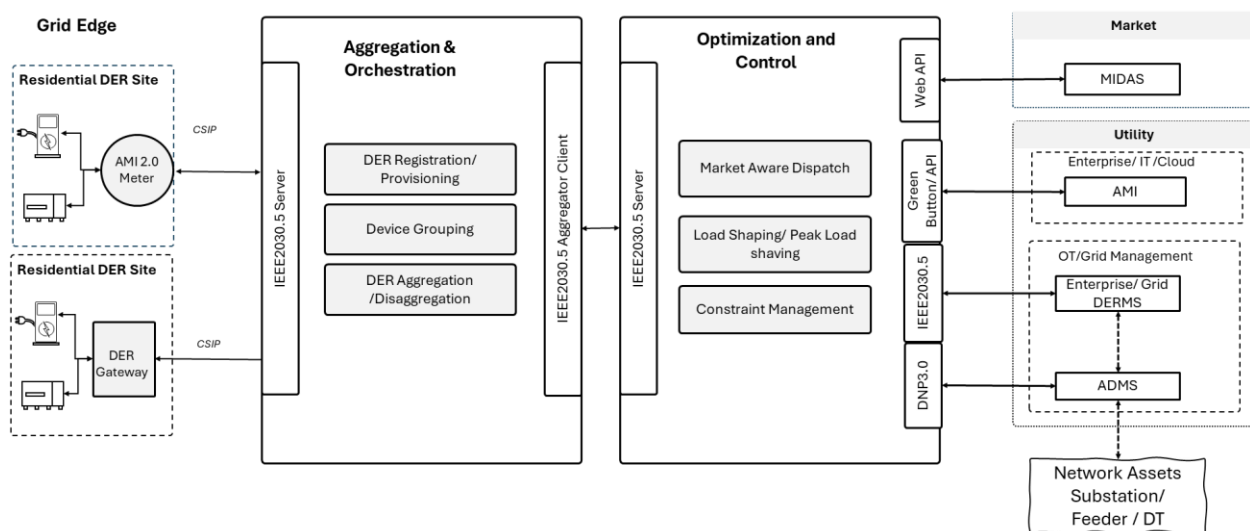 Grid Edge
Residential DER Site
AMI 2.0
Meter
CSIP
Residential DER Site
DER
Gateway
CSIP
Aggregation &
Orchestration
IEEE2030.5 Server
DER Registration/
Provisioning
Device Grouping
DER Aggregation
/Disaggregation
IEEE2030.5 Aggregator Client
Optimization and
Control
IEEE2030.5 Server
Market Aware Dispatch
Load Shaping/ Peak Load
shaving
Constraint Management
Web API
Green
Button/ API
IEEE2030.5
DNP3.0
Market
MIDAS
Utility
Enterprise/ IT /Cloud
AMI
OT/Grid Management
Enterprise/ Grid
DERMS
ADMS
Network Assets
Substation/
Feeder / DT